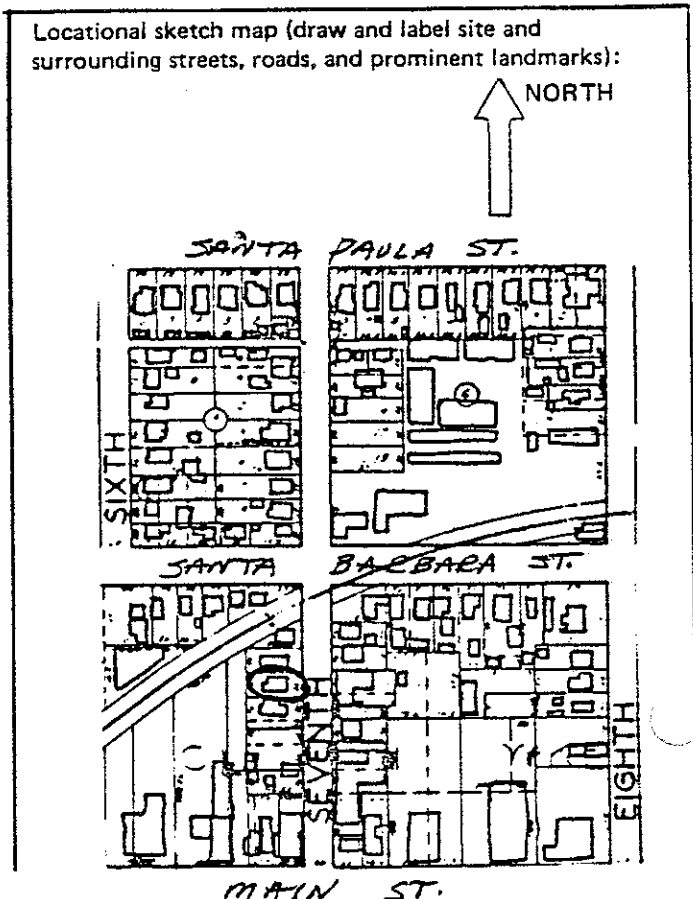 Locational sketch map (draw and label site and
surrounding streets, roads, and prominent landmarks):
NORTH
SANTA PAULA ST.
SIXTH
SANTA BARBARA ST.
SEVENTH
EIGHTH
MAIN ST.